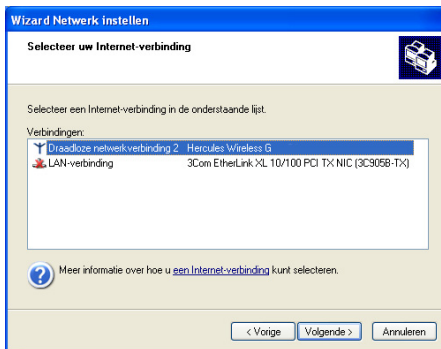 Wizard Netwerk instellen
Selecteer uw Internet-verbinding
Selecteer een Internet-verbinding in de onderstaande lijst.
Verbindingen:
Draadloze netwerkverbinding 2 Hercules Wireless G
LAN-verbinding 3Com EtherLink XL 10/100 PCI TX NIC (3C905B-TX)
Meer informatie over hoe u een Internet-verbinding kunt selecteren.
< Vorige Volgende > Annuleren